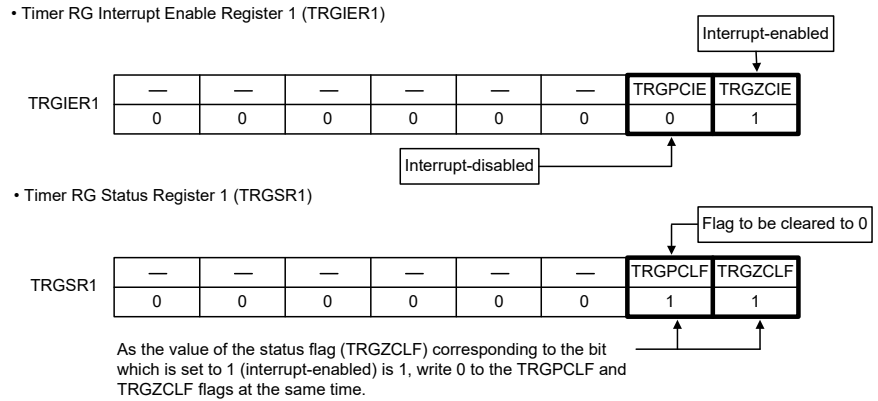 • Timer RG Interrupt Enable Register 1 (TRGIER1)
Interrupt-enabled
TRGIER1
— — — — — — TRGPCIE TRGZCIE
0 0 0 0 0 0 0 1
Interrupt-disabled
• Timer RG Status Register 1 (TRGSR1)
Flag to be cleared to 0
TRGSR1
— — — — — — TRGPCLF TRGZCLF
0 0 0 0 0 0 1 1
As the value of the status flag (TRGZCLF) corresponding to the bit
which is set to 1 (interrupt-enabled) is 1, write 0 to the TRGPCLF and
TRGZCLF flags at the same time.